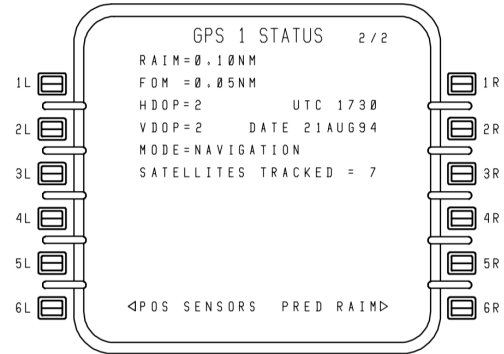 GPS 1 STATUS 2/2
RAIM=0.10NM
FOM =0.05NM
1L 1R
HDOP=2 UTC 1730
2L 2R
VDOP=2 DATE 21AUG94
MODE=NAVIGATION
3L 3R
SATELLITES TRACKED = 7
4L 4R
5L 5R
6L 6R
◁POS SENSORS PRED RAIM▷